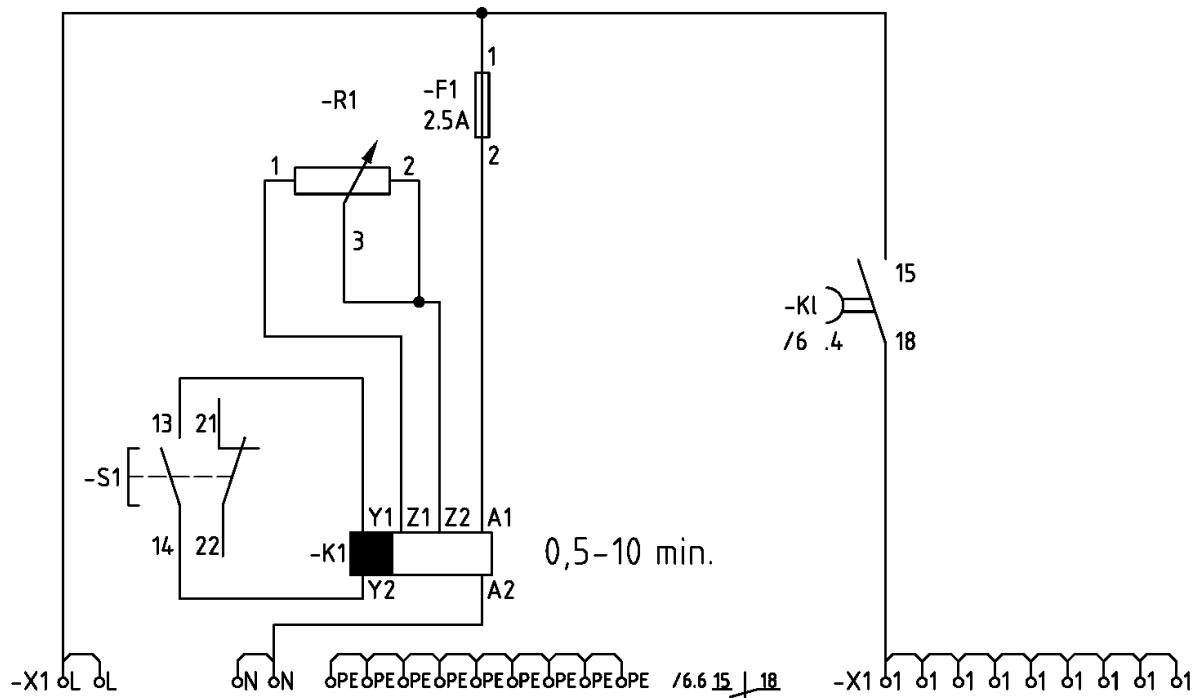 1
-F1
2.5A
2
-R1
1
2
3
15
-Kl
/6 .4
18
13
21
-S1
14
22
Y1 Z1 Z2 A1
-K1
0,5-10 min.
Y2
A2
-X1 L L
N N
PE PE PE PE PE PE PE PE PE
/6.6 15 18
-X1 1 1 1 1 1 1 1 1 1